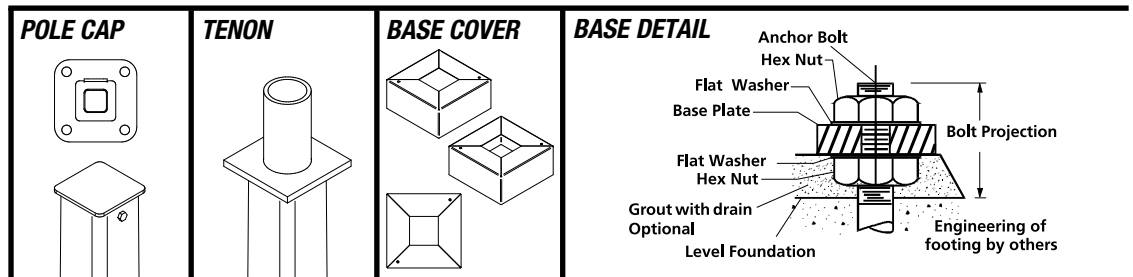 POLE CAP
TENON
BASE COVER
BASE DETAIL
Anchor Bolt
Hex Nut
Flat Washer
Base Plate
Bolt Projection
Flat Washer
Hex Nut
Grout with drain
Optional
Level Foundation
Engineering of
footing by others